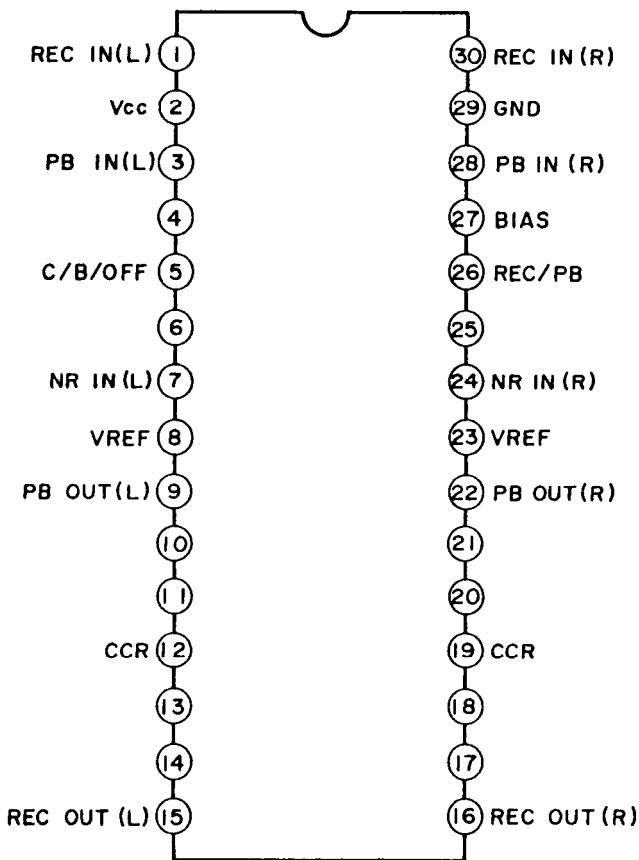 REC IN(L) 1 30 REC IN(R)
Vcc 2 29 GND
PB IN(L) 3 28 PB IN (R)
4 27 BIAS
C/B/OFF 5 26 REC/PB
6 25
NR IN(L) 7 24 NR IN(R)
VREF 8 23 VREF
PB OUT(L) 9 22 PB OUT(R)
10 21
11 20
CCR 12 19 CCR
13 18
14 17
REC OUT (L) 15 16 REC OUT(R)